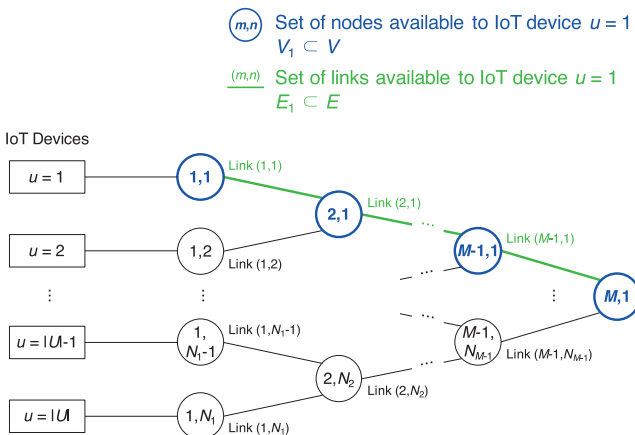 m,n Set of nodes available to IoT device u = 1
V₁ ⊂ V
(m,n) Set of links available to IoT device u = 1
E₁ ⊂ E
IoT Devices
u = 1
1,1
Link (1,1)
2,1
Link (2,1)
...
u = 2
1,2
Link (1,2)
M-1,1
Link (M-1,1)
...
M,1
...
...
...
...
u = |U|-1
1,
N₁-1
Link (1,N₁-1)
M-1,
N_{M-1}
Link (M-1,N_{M-1})
...
2,N₂
Link (2,N₂)
u = |U|
1,N₁
Link (1,N₁)